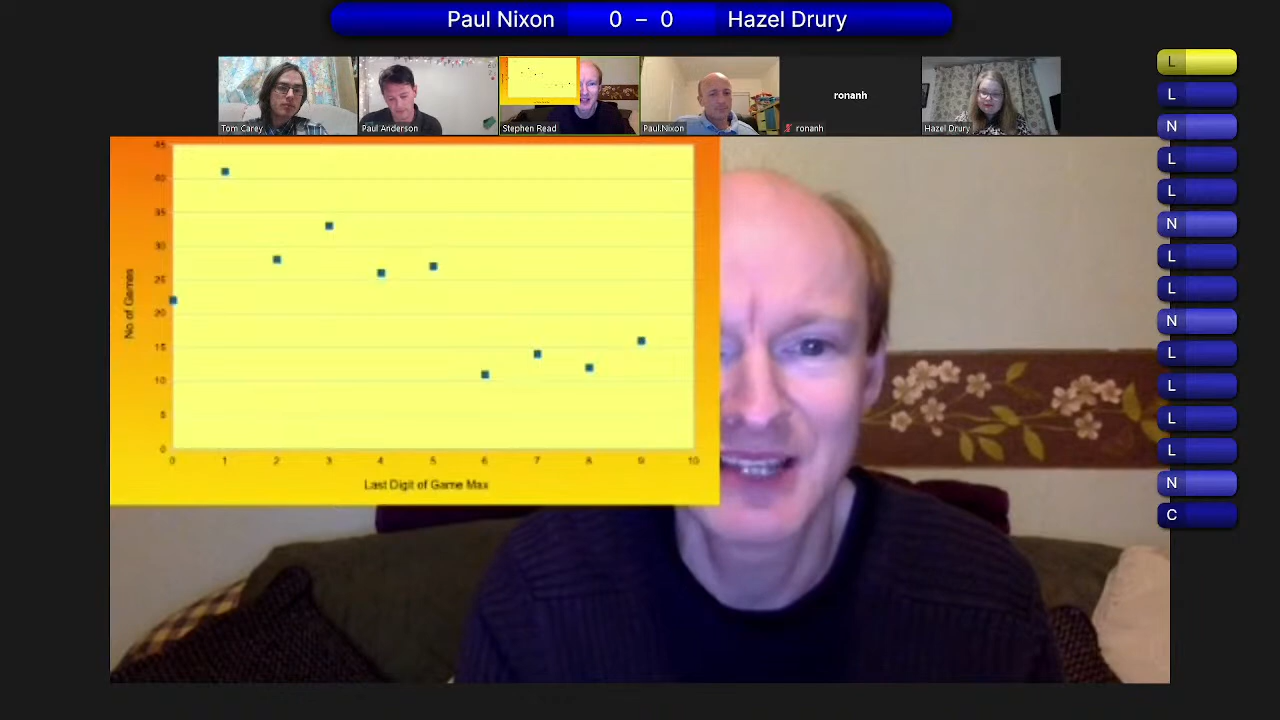 Paul Nixon 0 – 0 Hazel Drury
Tom Carey
Paul Anderson
Stephen Read
Paul.Nixon
ronanh
ronanh
Hazel Drury
L
L
N
L
L
N
L
L
N
L
L
L
L
N
C
45
40
35
30
25
20
15
10
5
0
No of Games
0 1 2 3 4 5 6 7 8 9 10
Last Digit of Game Max